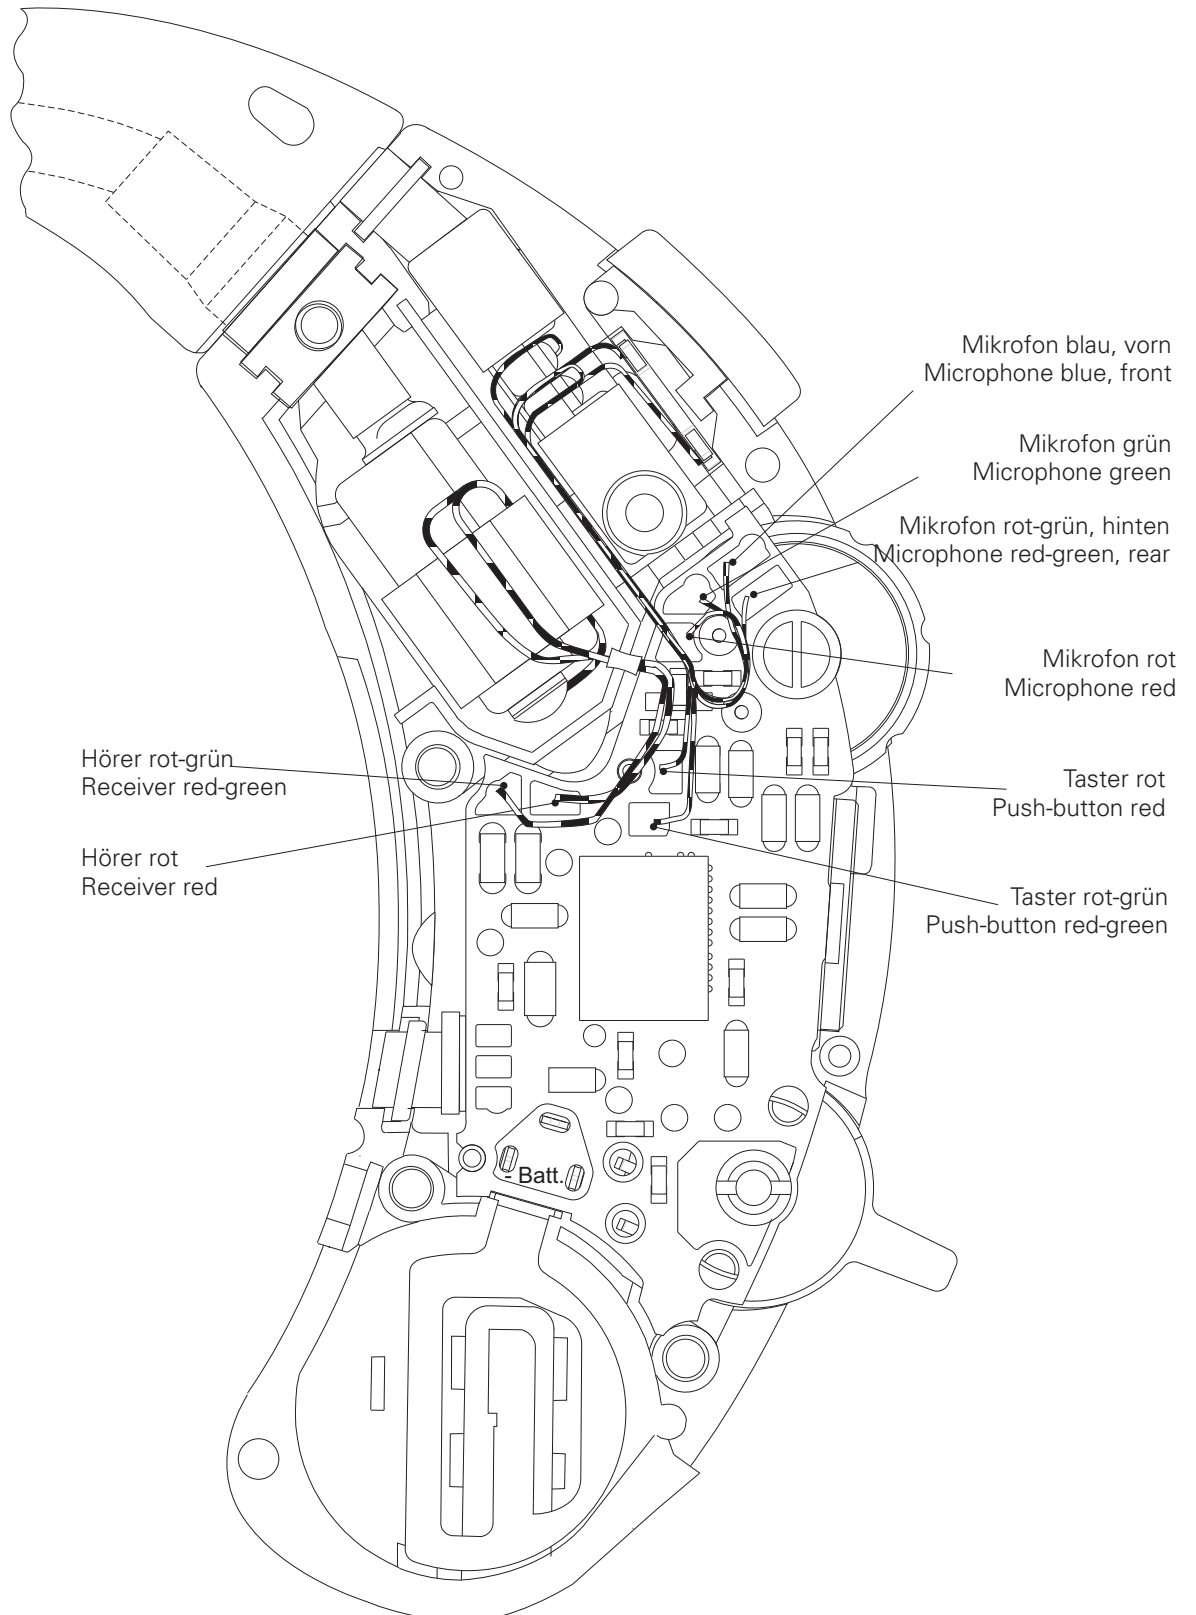 Mikrofon blau, vorn
Microphone blue, front
Mikrofon grün
Microphone green
Mikrofon rot-grün, hinten
Microphone red-green, rear
Mikrofon rot
Microphone red
Hörer rot-grün
Receiver red-green
Taster rot
Push-button red
Hörer rot
Receiver red
Taster rot-grün
Push-button red-green
- Batt.